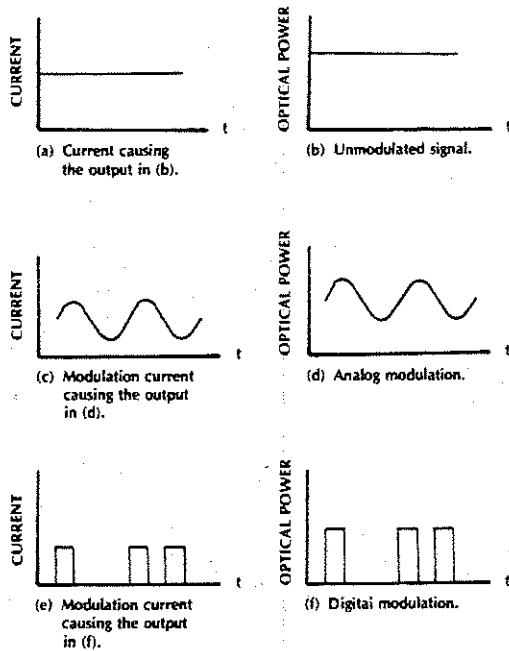 CURRENT
t
(a) Current causing
the output in (b).
OPTICAL POWER
t
(b) Unmodulated signal.
CURRENT
t
(c) Modulation current
causing the output
in (d).
OPTICAL POWER
t
(d) Analog modulation.
CURRENT
t
(e) Modulation current
causing the output
in (f).
OPTICAL POWER
t
(f) Digital modulation.